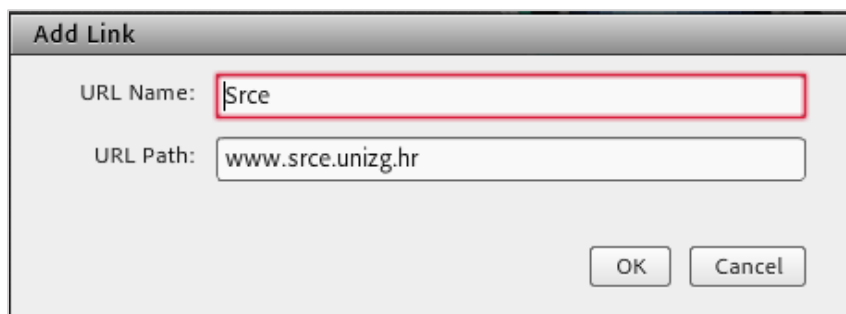 Add Link
URL Name: Srce
URL Path: www.srce.unizg.hr
OK Cancel